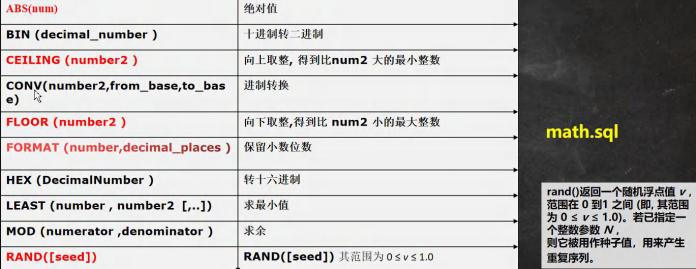 ABS(num) 绝对值
BIN (decimal_number ) 十进制转二进制
CEILING (number2 ) 向上取整, 得到比num2 大的最小整数
CONV(number2,from_base,to_bas
e) 进制转换
FLOOR (number2 ) 向下取整,得到比 num2 小的最大整数
FORMAT (number,decimal_places ) 保留小数位数
HEX (DecimalNumber ) 转十六进制
LEAST (number , number2 [,..]) 求最小值
MOD (numerator ,denominator ) 求余
RAND([seed]) RAND([seed]) 其范围为 0 ≤ v ≤ 1.0
math.sql
rand()返回一个随机浮点值 v ,
范围在 0 到1 之间 (即, 其范围
为 0 ≤ v ≤ 1.0)。若已指定一
个整数参数 N ,
则它被用作种子值，用来产生
重复序列。